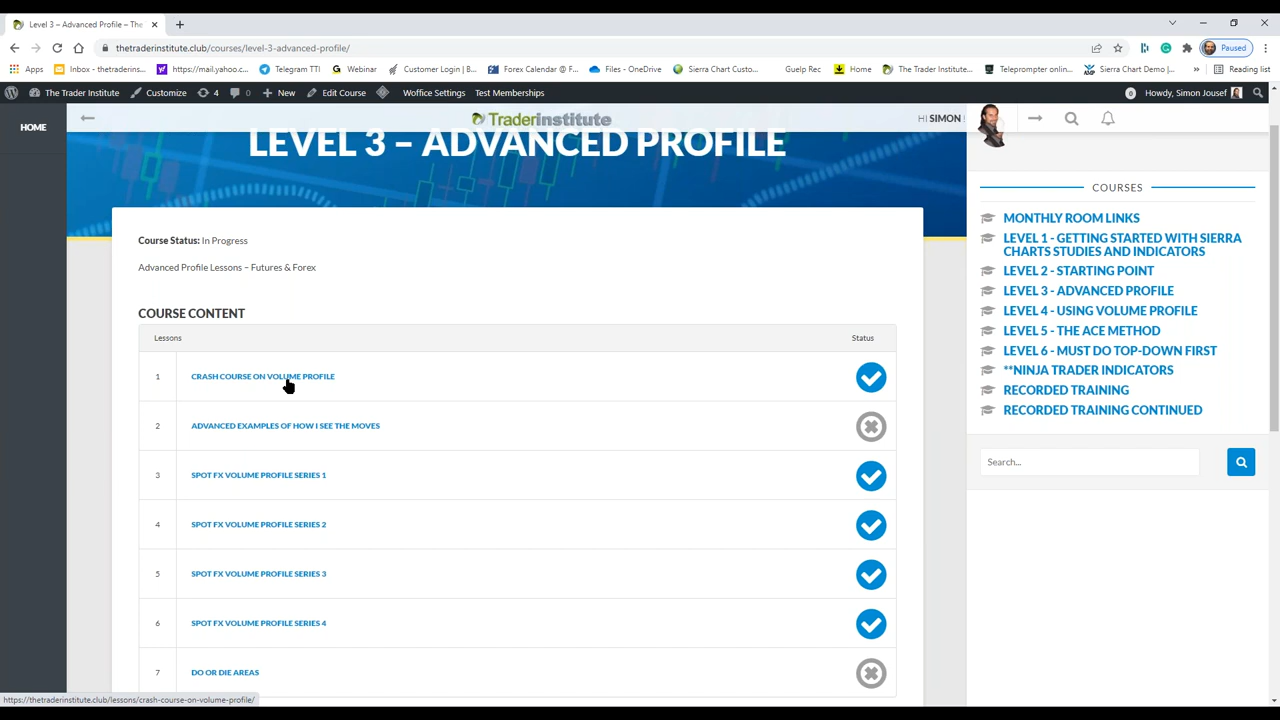 Level 3 – Advanced Profile – The
thetraderinstitute.club/courses/level-3-advanced-profile/
Paused
Apps
Inbox - thetraderins...
https://mail.yahoo.c...
Telegram TTI
Webinar
Customer Login | B...
Forex Calendar @ F...
Files - OneDrive
Sierra Chart Custo...
Guelp Rec
Home
The Trader Institute...
Teleprompter onlin...
Sierra Chart Demo |...
»
Reading list
The Trader Institute
Customize
4
0
New
Edit Course
Woffice Settings
Test Memberships
0
Howdy, Simon Jousef
HOME
TraderInstitute
HI SIMON
LEVEL 3 – ADVANCED PROFILE
Course Status: In Progress
Advanced Profile Lessons – Futures & Forex
COURSE CONTENT
Lessons
Status
1
CRASH COURSE ON VOLUME PROFILE
2
ADVANCED EXAMPLES OF HOW I SEE THE MOVES
3
SPOT FX VOLUME PROFILE SERIES 1
4
SPOT FX VOLUME PROFILE SERIES 2
5
SPOT FX VOLUME PROFILE SERIES 3
6
SPOT FX VOLUME PROFILE SERIES 4
7
DO OR DIE AREAS
COURSES
MONTHLY ROOM LINKS
LEVEL 1 - GETTING STARTED WITH SIERRA
CHARTS STUDIES AND INDICATORS
LEVEL 2 - STARTING POINT
LEVEL 3 - ADVANCED PROFILE
LEVEL 4 - USING VOLUME PROFILE
LEVEL 5 - THE ACE METHOD
LEVEL 6 - MUST DO TOP-DOWN FIRST
**NINJA TRADER INDICATORS
RECORDED TRAINING
RECORDED TRAINING CONTINUED
Search...
https://thetraderinstitute.club/lessons/crash-course-on-volume-profile/